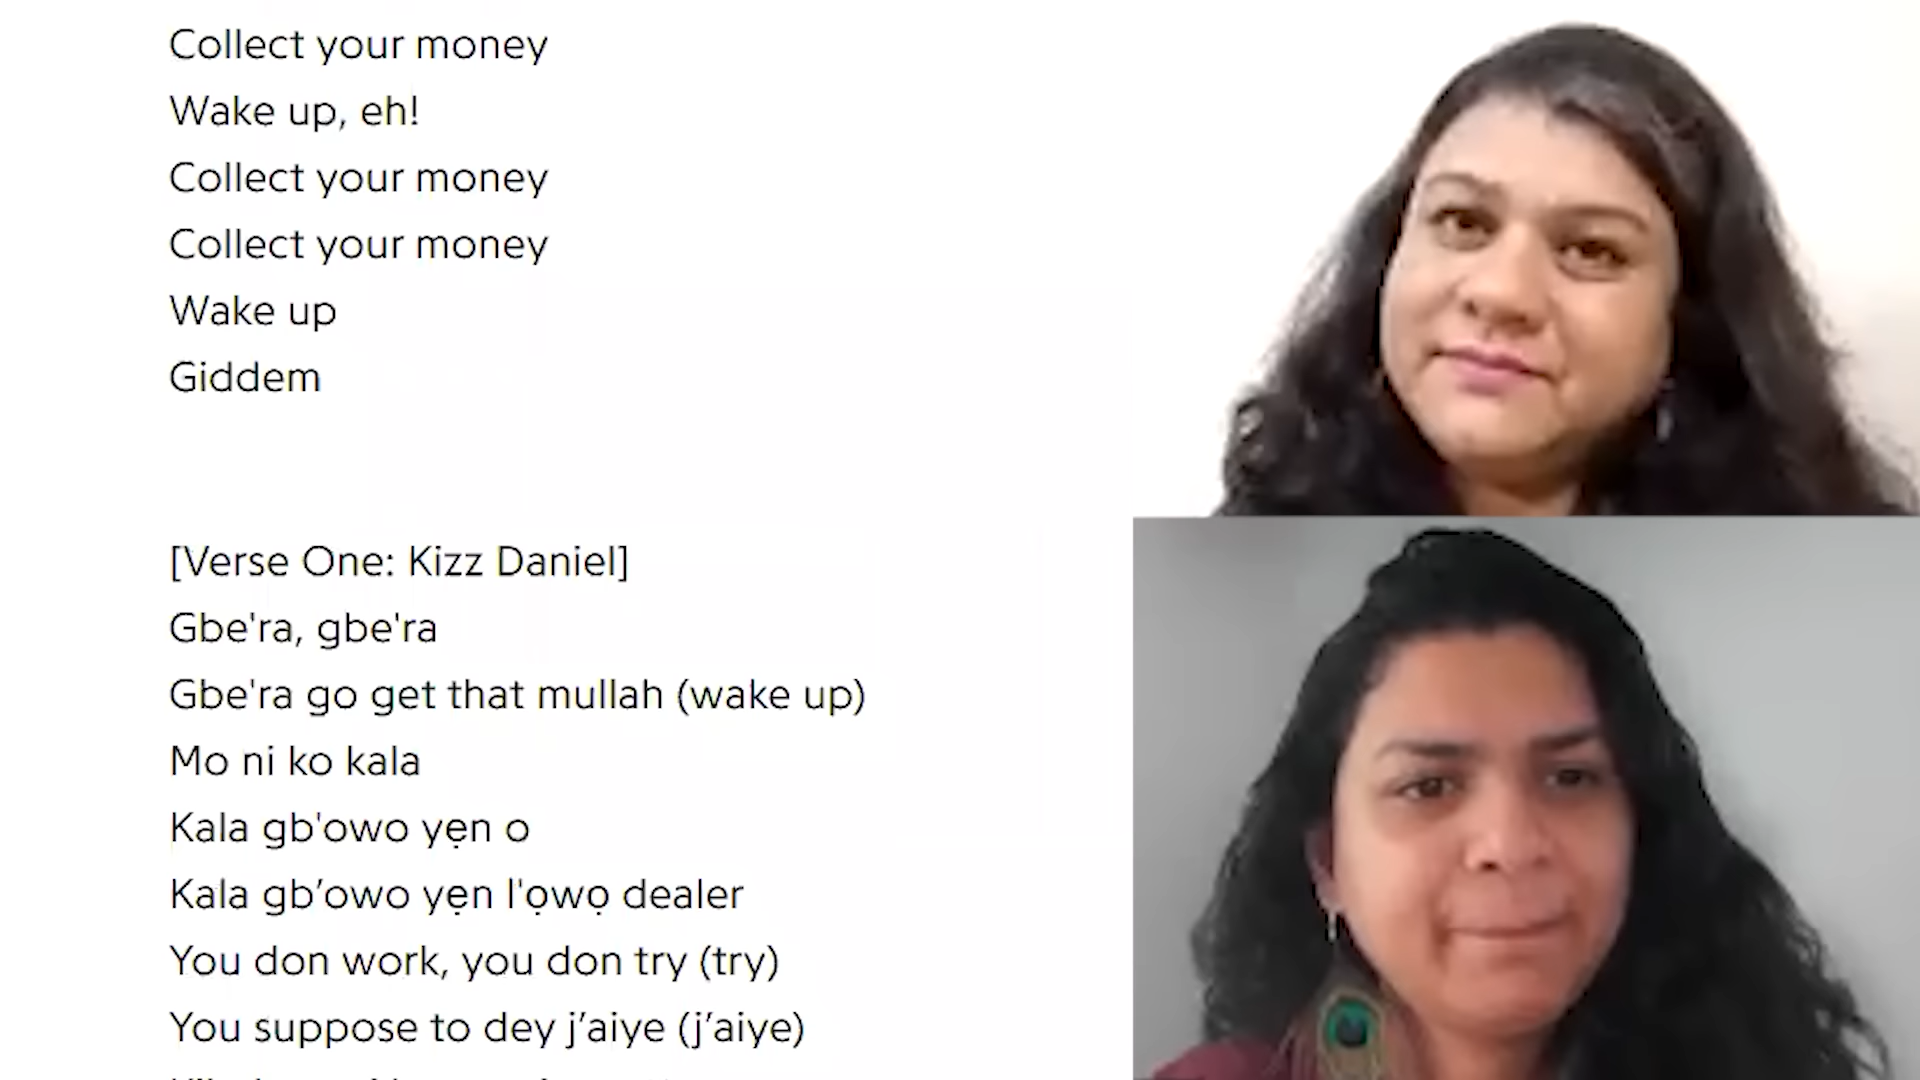 Collect your money
Wake up, eh!
Collect your money
Collect your money
Wake up
Giddem
[Verse One: Kizz Daniel]
Gbe'ra, gbe'ra
Gbe'ra go get that mullah (wake up)
Mo ni ko kala
Kala gb'owo yẹn o
Kala gb’owo yẹn l'ọwọ dealer
You don work, you don try (try)
You suppose to dey j’aiye (j’aiye)